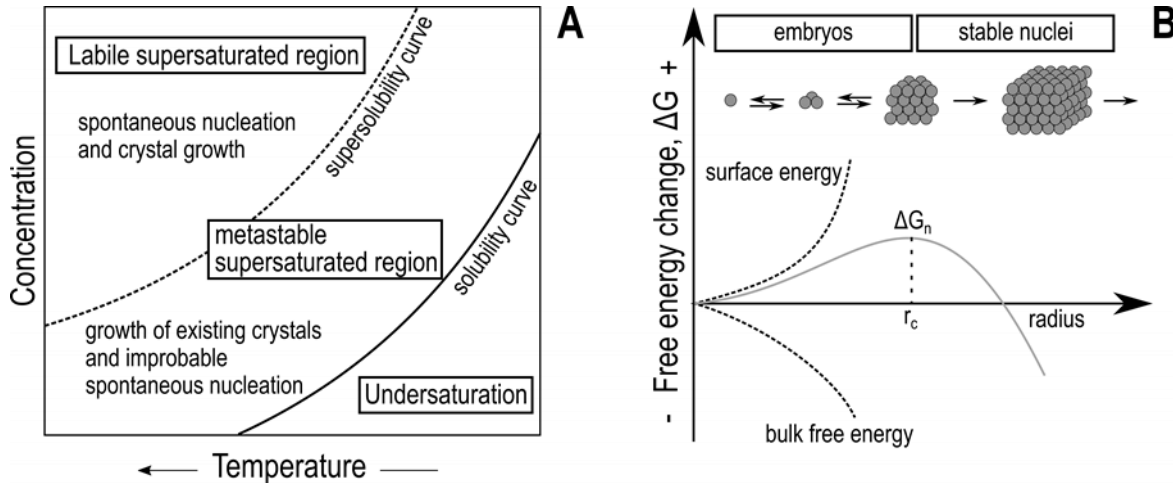 A
Labile supersaturated region
spontaneous nucleation
and crystal growth
supersolubility curve
metastable
supersaturated region
solubility curve
growth of existing crystals
and improbable
spontaneous nucleation
Undersaturation
Concentration
Temperature
B
embryos
stable nuclei
- Free energy change, ΔG +
surface energy
ΔGn
rc
radius
bulk free energy